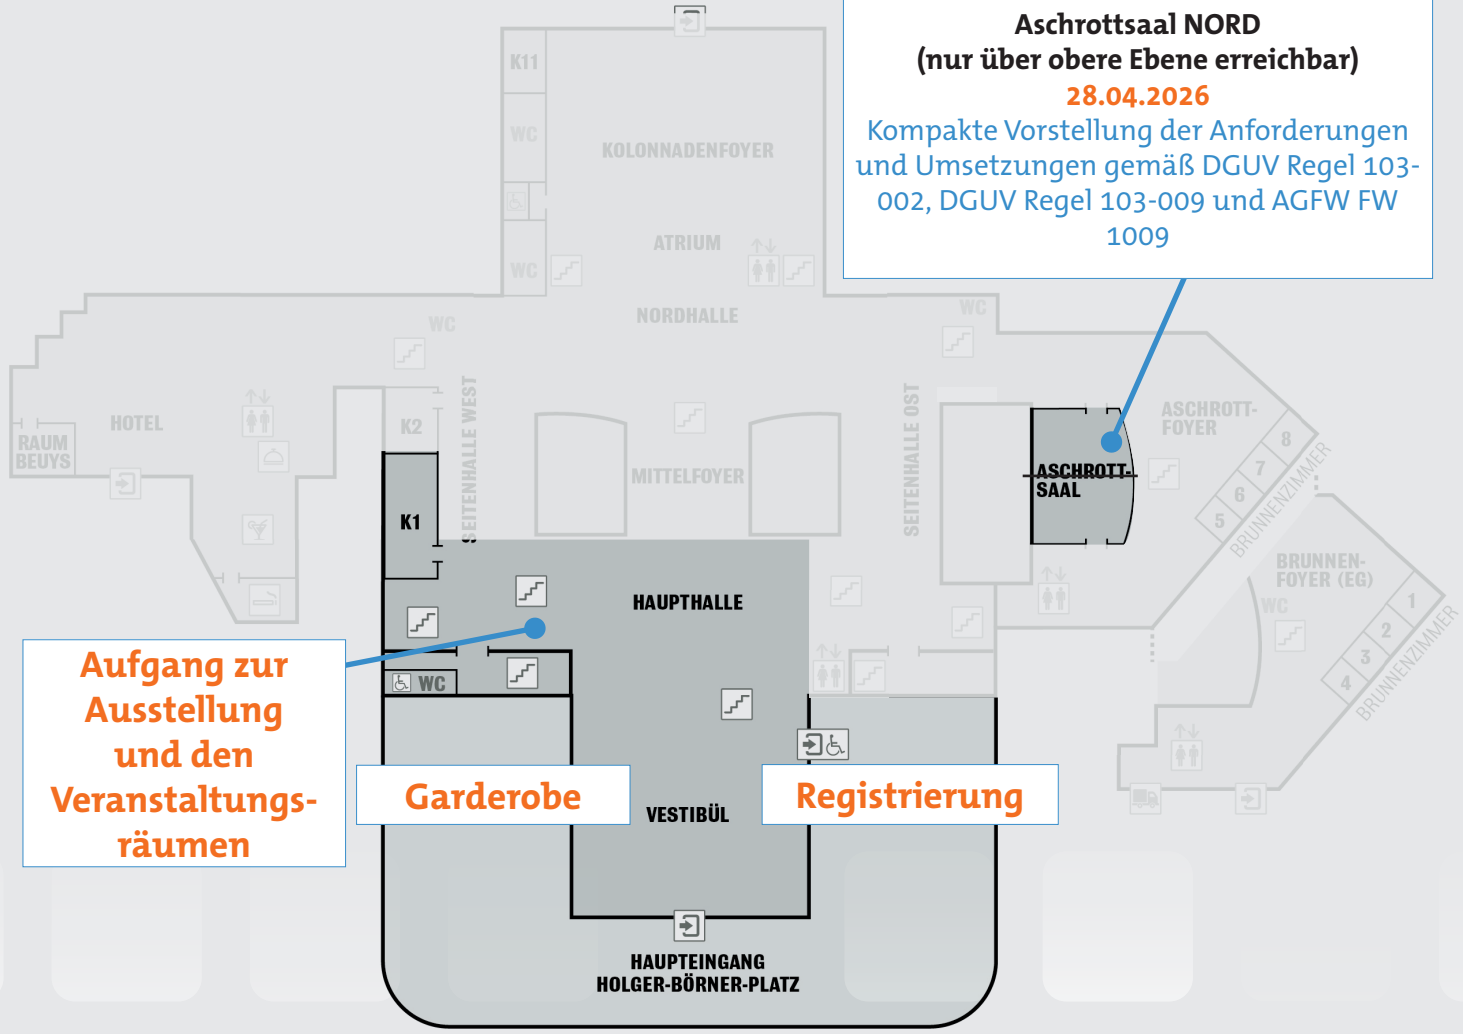 Aschrottsaal NORD
(nur über obere Ebene erreichbar)
28.04.2026
Kompakte Vorstellung der Anforderungen
und Umsetzungen gemäß DGUV Regel 103-
002, DGUV Regel 103-009 und AGFW FW
1009
K11
WC
KOLONNADENFOYER
ATRIUM
WC
NORDHALLE
WC
WC
HOTEL
RAUM
BEUYS
K2
SEITENHALLE WEST
MITTELFOYER
SEITENHALLE OST
ASCHROTT-
FOYER
ASCHROTT-
SAAL
8
7
6
5
BRUNNENZIMMER
K1
BRUNNEN-
FOYER (EG)
WC
1
2
3
4
BRUNNENZIMMER
HAUPTHALLE
WC
Aufgang zur
Ausstellung
und den
Veranstaltungs-
räumen
Garderobe
Registrierung
VESTIBÜL
HAUPTEINGANG
HOLGER-BÖRNER-PLATZ